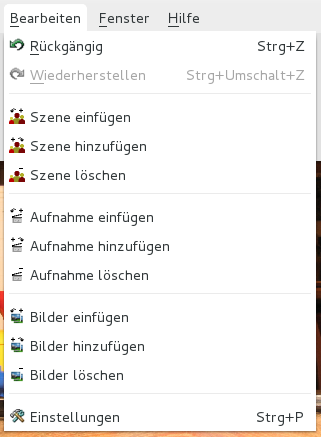 Bearbeiten Fenster Hilfe
Rückgängig Strg+Z
Wiederherstellen Strg+Umschalt+Z
Szene einfügen
Szene hinzufügen
Szene löschen
Aufnahme einfügen
Aufnahme hinzufügen
Aufnahme löschen
Bilder einfügen
Bilder hinzufügen
Bilder löschen
Einstellungen Strg+P